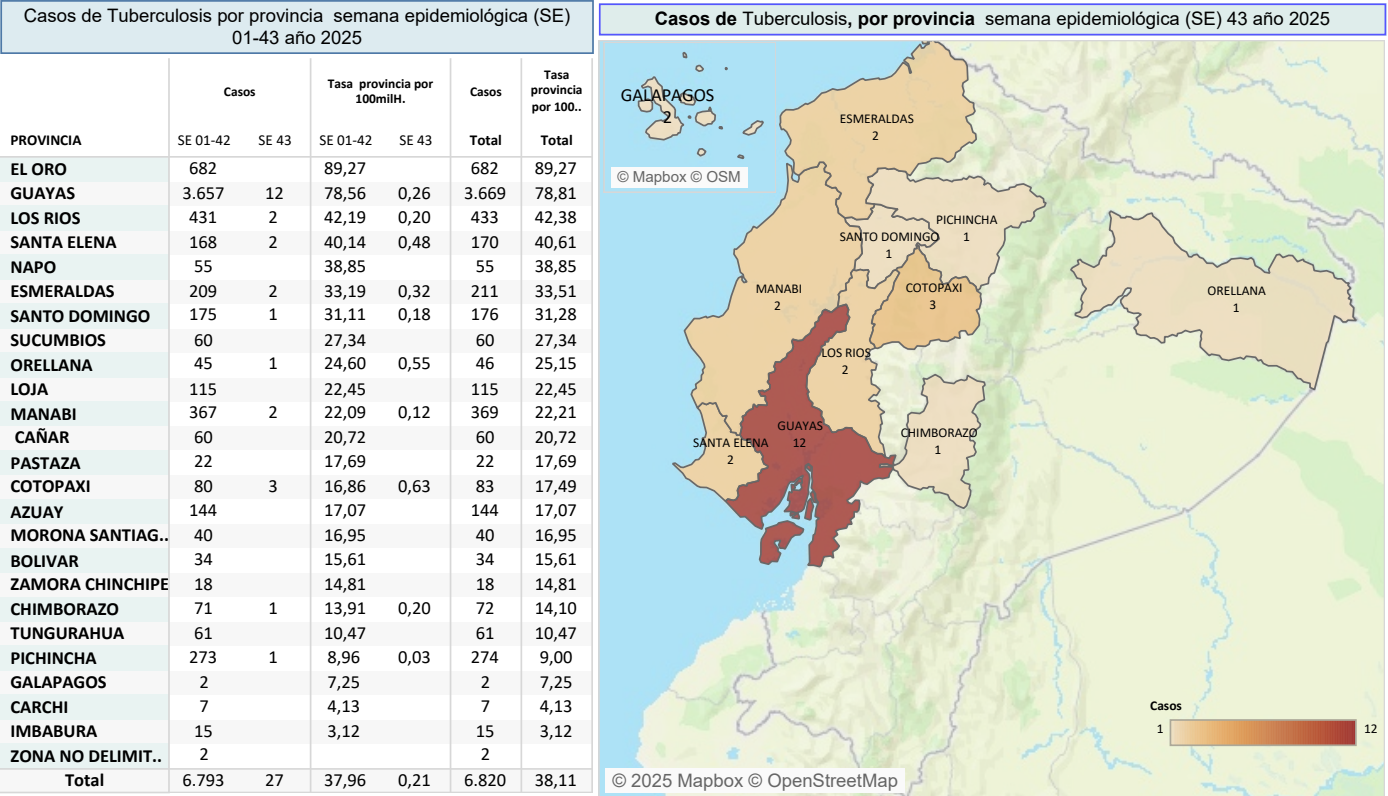 Casos de Tuberculosis por provincia semana epidemiológica (SE)
01-43 año 2025
Casos
Tasa provincia por
100milH.
Casos
Tasa
provincia
por 100..
PROVINCIA SE 01-42 SE 43 SE 01-42 SE 43 Total Total
EL ORO 682 89,27 682 89,27
GUAYAS 3.657 12 78,56 0,26 3.669 78,81
LOS RIOS 431 2 42,19 0,20 433 42,38
SANTA ELENA 168 2 40,14 0,48 170 40,61
NAPO 55 38,85 55 38,85
ESMERALDAS 209 2 33,19 0,32 211 33,51
SANTO DOMINGO 175 1 31,11 0,18 176 31,28
SUCUMBIOS 60 27,34 60 27,34
ORELLANA 45 1 24,60 0,55 46 25,15
LOJA 115 22,45 115 22,45
MANABI 367 2 22,09 0,12 369 22,21
CAÑAR 60 20,72 60 20,72
PASTAZA 22 17,69 22 17,69
COTOPAXI 80 3 16,86 0,63 83 17,49
AZUAY 144 17,07 144 17,07
MORONA SANTIAG.. 40 16,95 40 16,95
BOLIVAR 34 15,61 34 15,61
ZAMORA CHINCHIPE 18 14,81 18 14,81
CHIMBORAZO 71 1 13,91 0,20 72 14,10
TUNGURAHUA 61 10,47 61 10,47
PICHINCHA 273 1 8,96 0,03 274 9,00
GALAPAGOS 2 7,25 2 7,25
CARCHI 7 4,13 7 4,13
IMBABURA 15 3,12 15 3,12
ZONA NO DELIMIT.. 2 2
Total 6.793 27 37,96 0,21 6.820 38,11
Casos de Tuberculosis, por provincia semana epidemiológica (SE) 43 año 2025
GALAPAGOS
2
© Mapbox © OSM
ESMERALDAS
2
PICHINCHA
1
SANTO DOMINGO
1
COTOPAXI
3
MANABI
2
ORELLANA
1
LOS RIOS
2
GUAYAS
12
SANTA ELENA
2
CHIMBORAZO
1
Casos
1 12
© 2025 Mapbox © OpenStreetMap